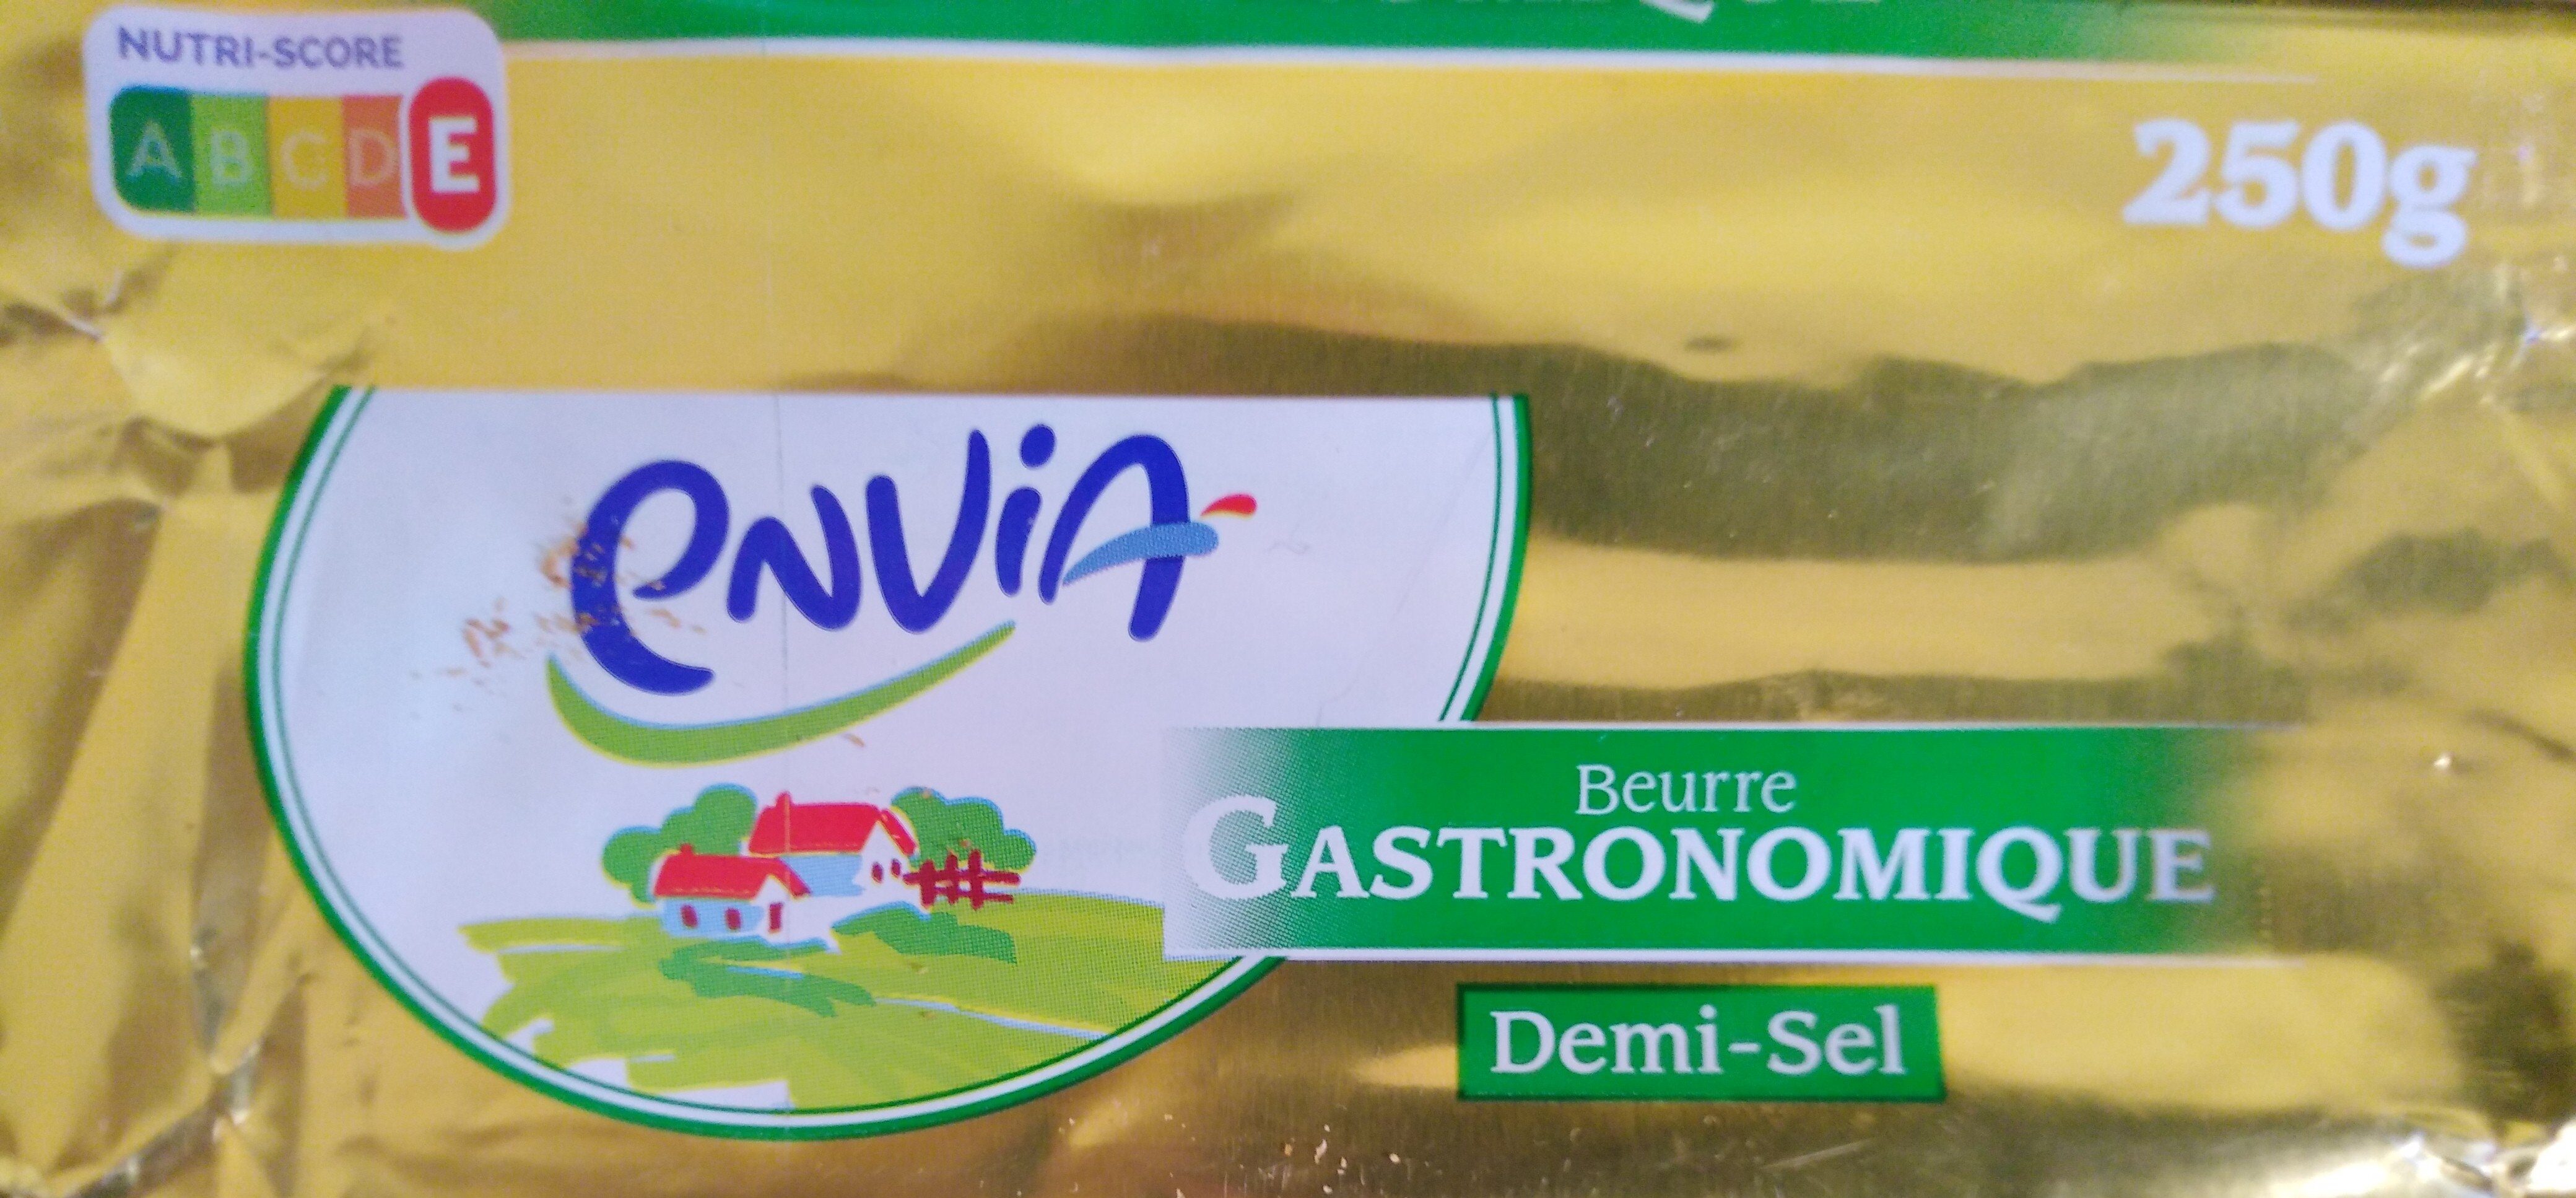 NUTRI-SCORE
A B C D E
250g
envia
Beurre
GASTRONOMIQUE
Demi-Sel